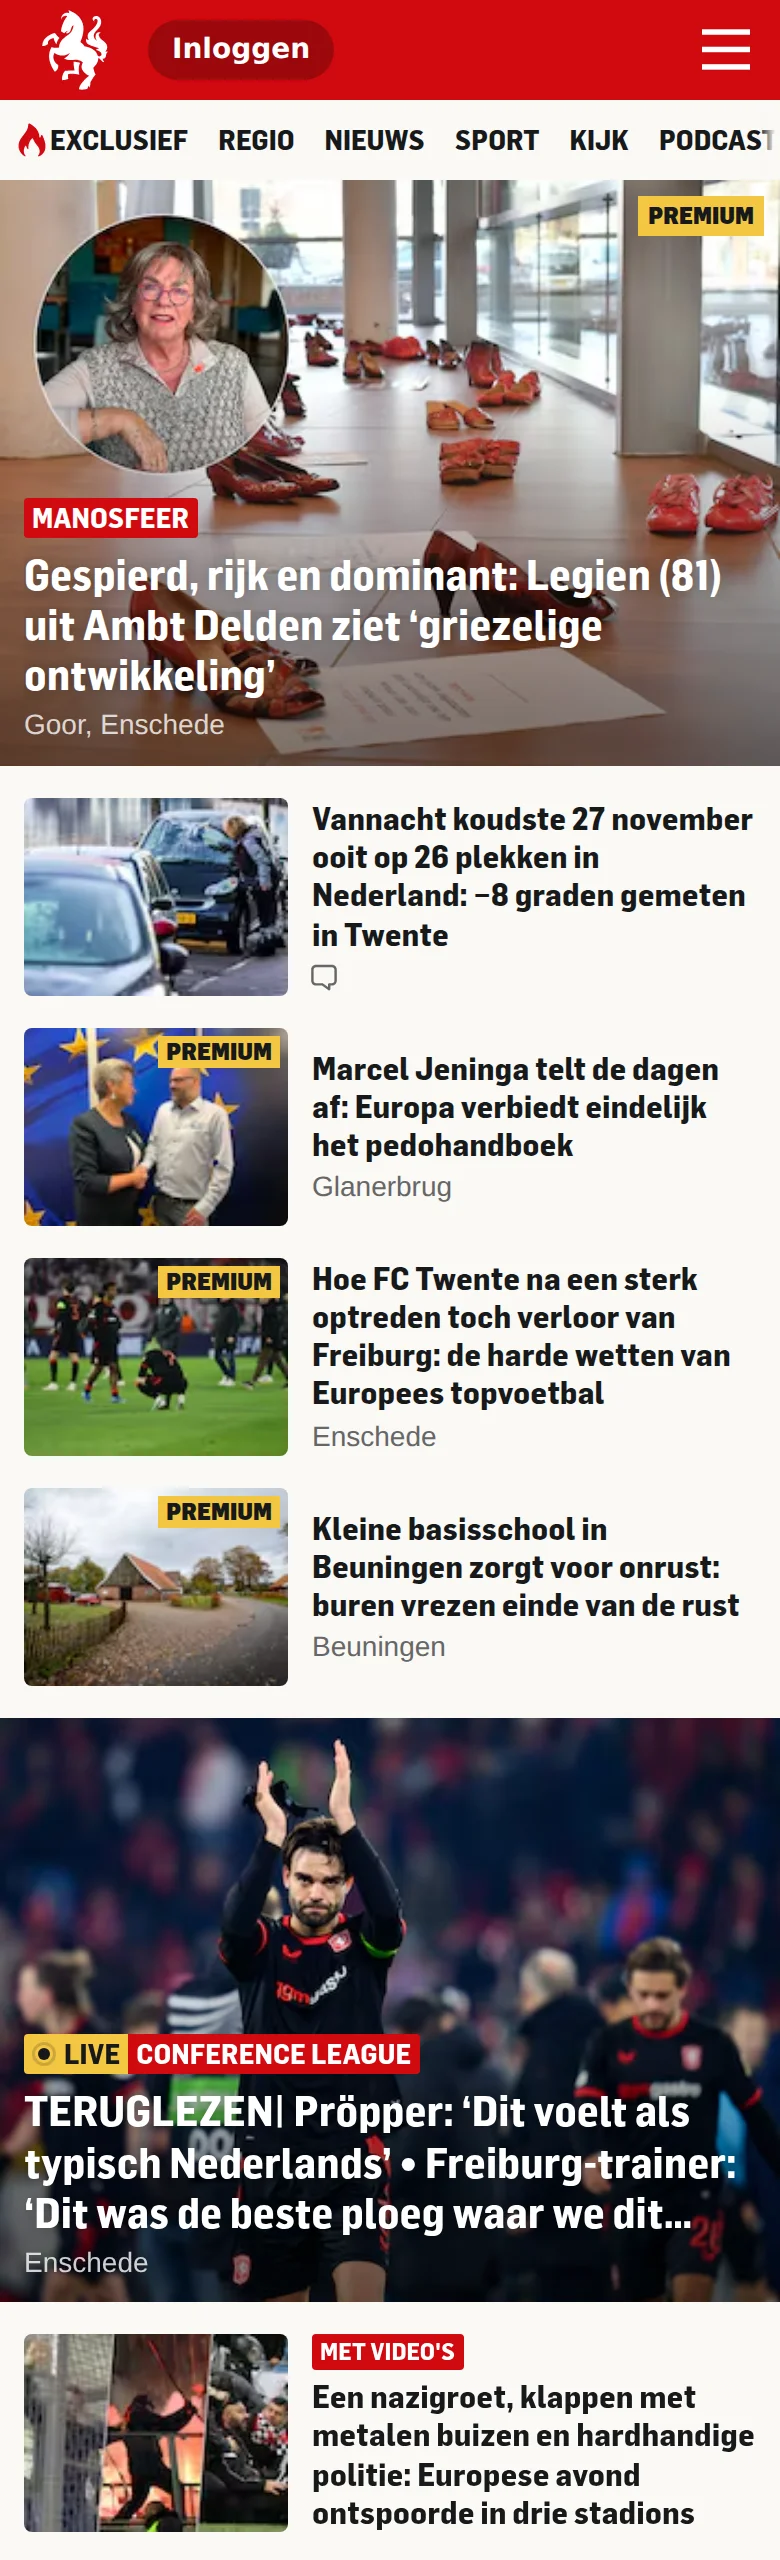 Inloggen
EXCLUSIEF REGIO NIEUWS SPORT KIJK PODCAST
PREMIUM
MANOSFEER
Gespierd, rijk en dominant: Legien (81)
uit Ambt Delden ziet ‘griezelige
ontwikkeling’
Goor, Enschede
Vannacht koudste 27 november
ooit op 26 plekken in
Nederland: −8 graden gemeten
in Twente
PREMIUM
Marcel Jeninga telt de dagen
af: Europa verbiedt eindelijk
het pedohandboek
Glanerbrug
PREMIUM
Hoe FC Twente na een sterk
optreden toch verloor van
Freiburg: de harde wetten van
Europees topvoetbal
Enschede
PREMIUM
Kleine basisschool in
Beuningen zorgt voor onrust:
buren vrezen einde van de rust
Beuningen
LIVE CONFERENCE LEAGUE
TERUGLEZEN| Pröpper: ‘Dit voelt als
typisch Nederlands’ • Freiburg-trainer:
‘Dit was de beste ploeg waar we dit...
Enschede
MET VIDEO'S
Een nazigroet, klappen met
metalen buizen en hardhandige
politie: Europese avond
ontspoorde in drie stadions